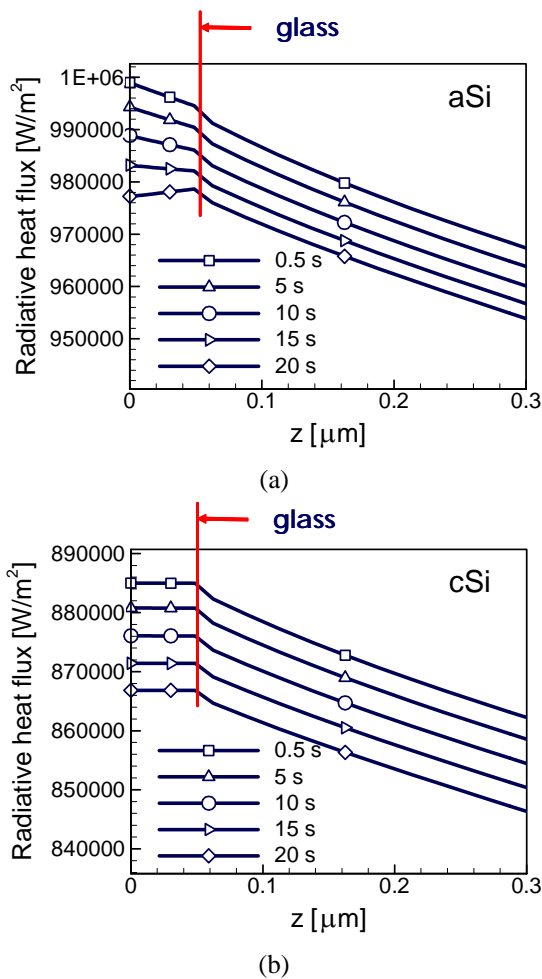 glass
aSi
1E+06
990000
980000
970000
960000
950000
Radiative heat flux [W/m²]
0.5 s
5 s
10 s
15 s
20 s
0
0.1
0.2
0.3
z [μm]
(a)
glass
cSi
890000
880000
870000
860000
850000
840000
Radiative heat flux [W/m²]
0.5 s
5 s
10 s
15 s
20 s
0
0.1
0.2
0.3
z [μm]
(b)